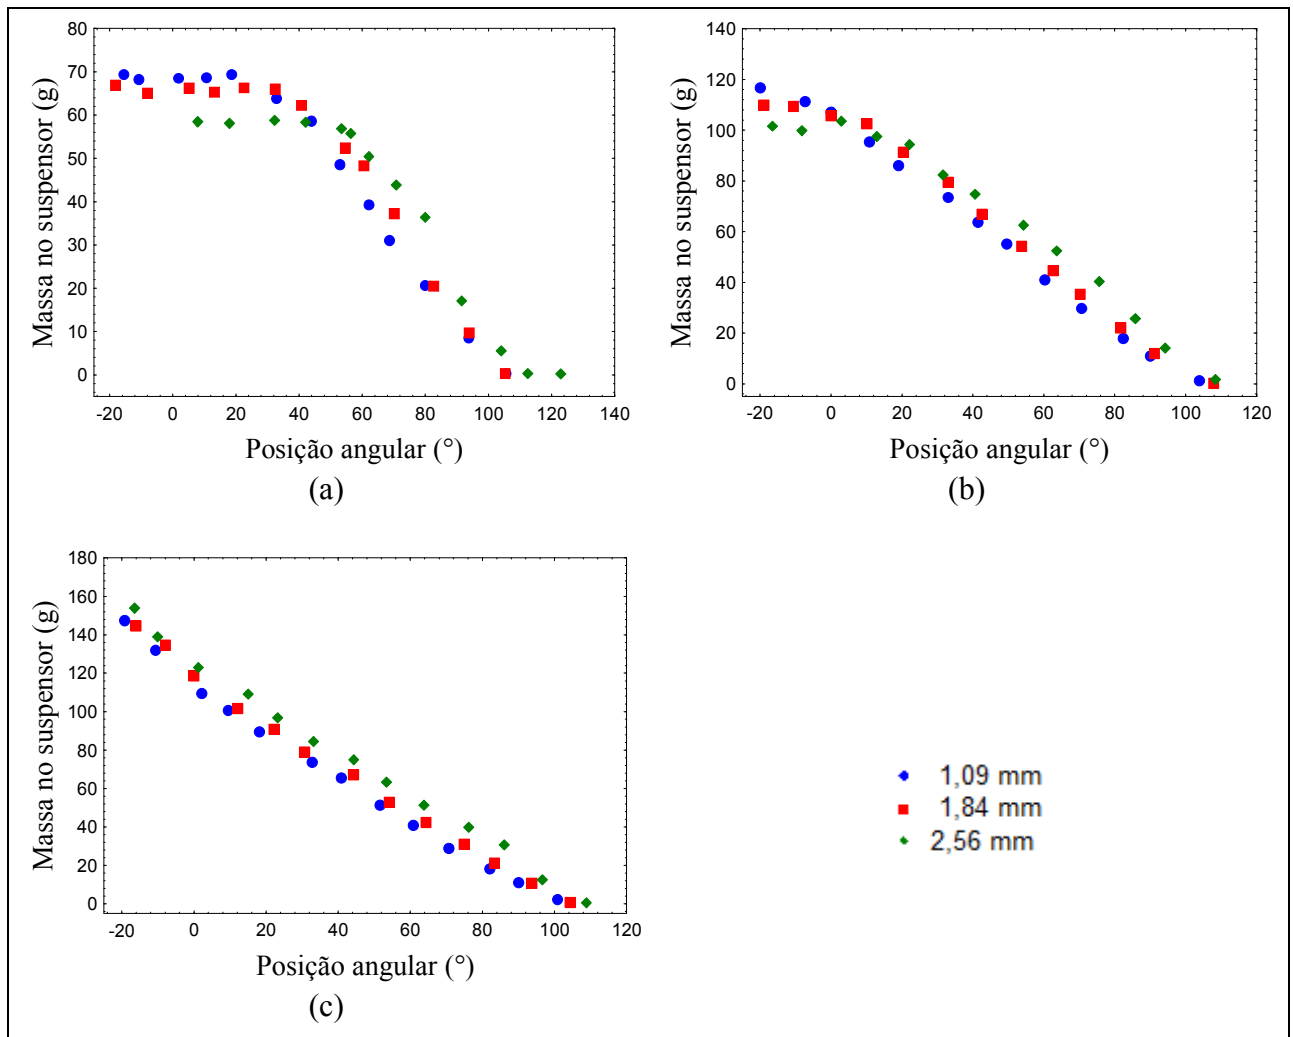 80
70
60
50
40
30
20
10
0
-20 0 20 40 60 80 100 120 140
Massa no suspensor (g)
Posição angular (°)
(a)
140
120
100
80
60
40
20
0
-20 0 20 40 60 80 100 120
Massa no suspensor (g)
Posição angular (°)
(b)
180
160
140
120
100
80
60
40
20
0
-20 0 20 40 60 80 100 120
Massa no suspensor (g)
Posição angular (°)
(c)
1,09 mm
1,84 mm
2,56 mm